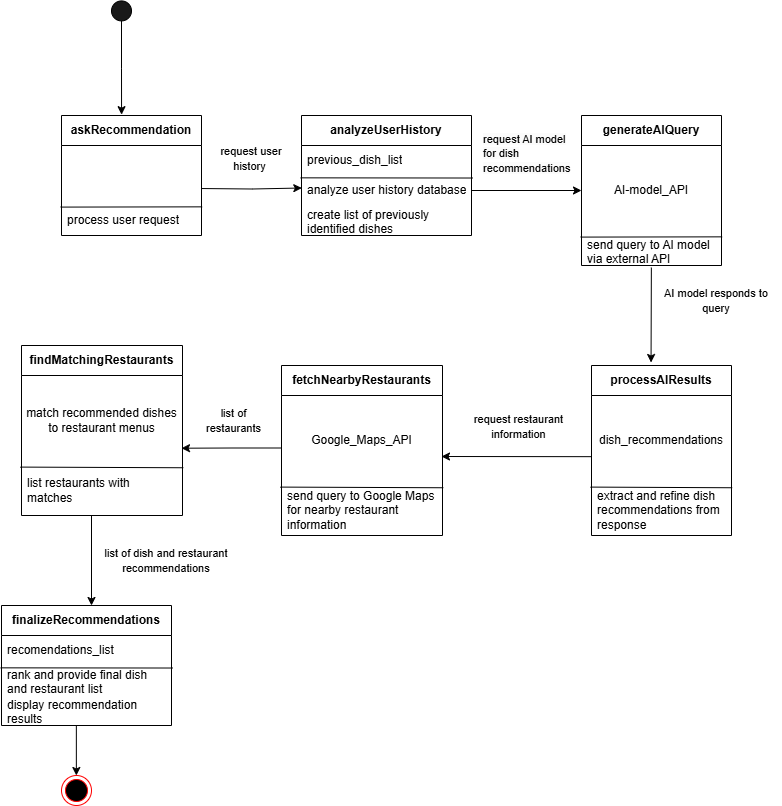 askRecommendation
process user request
request user
history
analyzeUserHistory
previous_dish_list
analyze user history database
create list of previously
identified dishes
request AI model
for dish
recommendations
generateAIQuery
AI-model_API
send query to AI model
via external API
AI model responds to
query
processAIResults
dish_recommendations
extract and refine dish
recommendations from
response
request restaurant
information
fetchNearbyRestaurants
Google_Maps_API
send query to Google Maps
for nearby restaurant
information
list of
restaurants
findMatchingRestaurants
match recommended dishes
to restaurant menus
list restaurants with
matches
list of dish and restaurant
recommendations
finalizeRecommendations
recomendations_list
rank and provide final dish
and restaurant list
display recommendation
results